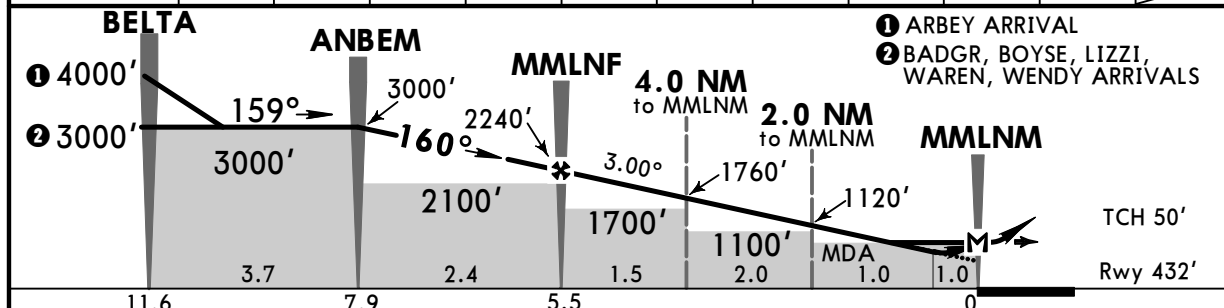 BELTA
ANBEM
MMLNF
4.0 NM
to MMLNM
2.0 NM
to MMLNM
MMLNM
❶ ARBEY ARRIVAL
❷ BADGR, BOYSE, LIZZI,
WAREN, WENDY ARRIVALS
❶ 4000'
❷ 3000'
159°
3000'
3000'
160°
2240'
2100'
3.00°
1760'
1700'
1120'
1100'
MDA
M
TCH 50'
Rwy 432'
3.7
2.4
1.5
2.0
1.0
1.0
11.6
7.9
5.5
0